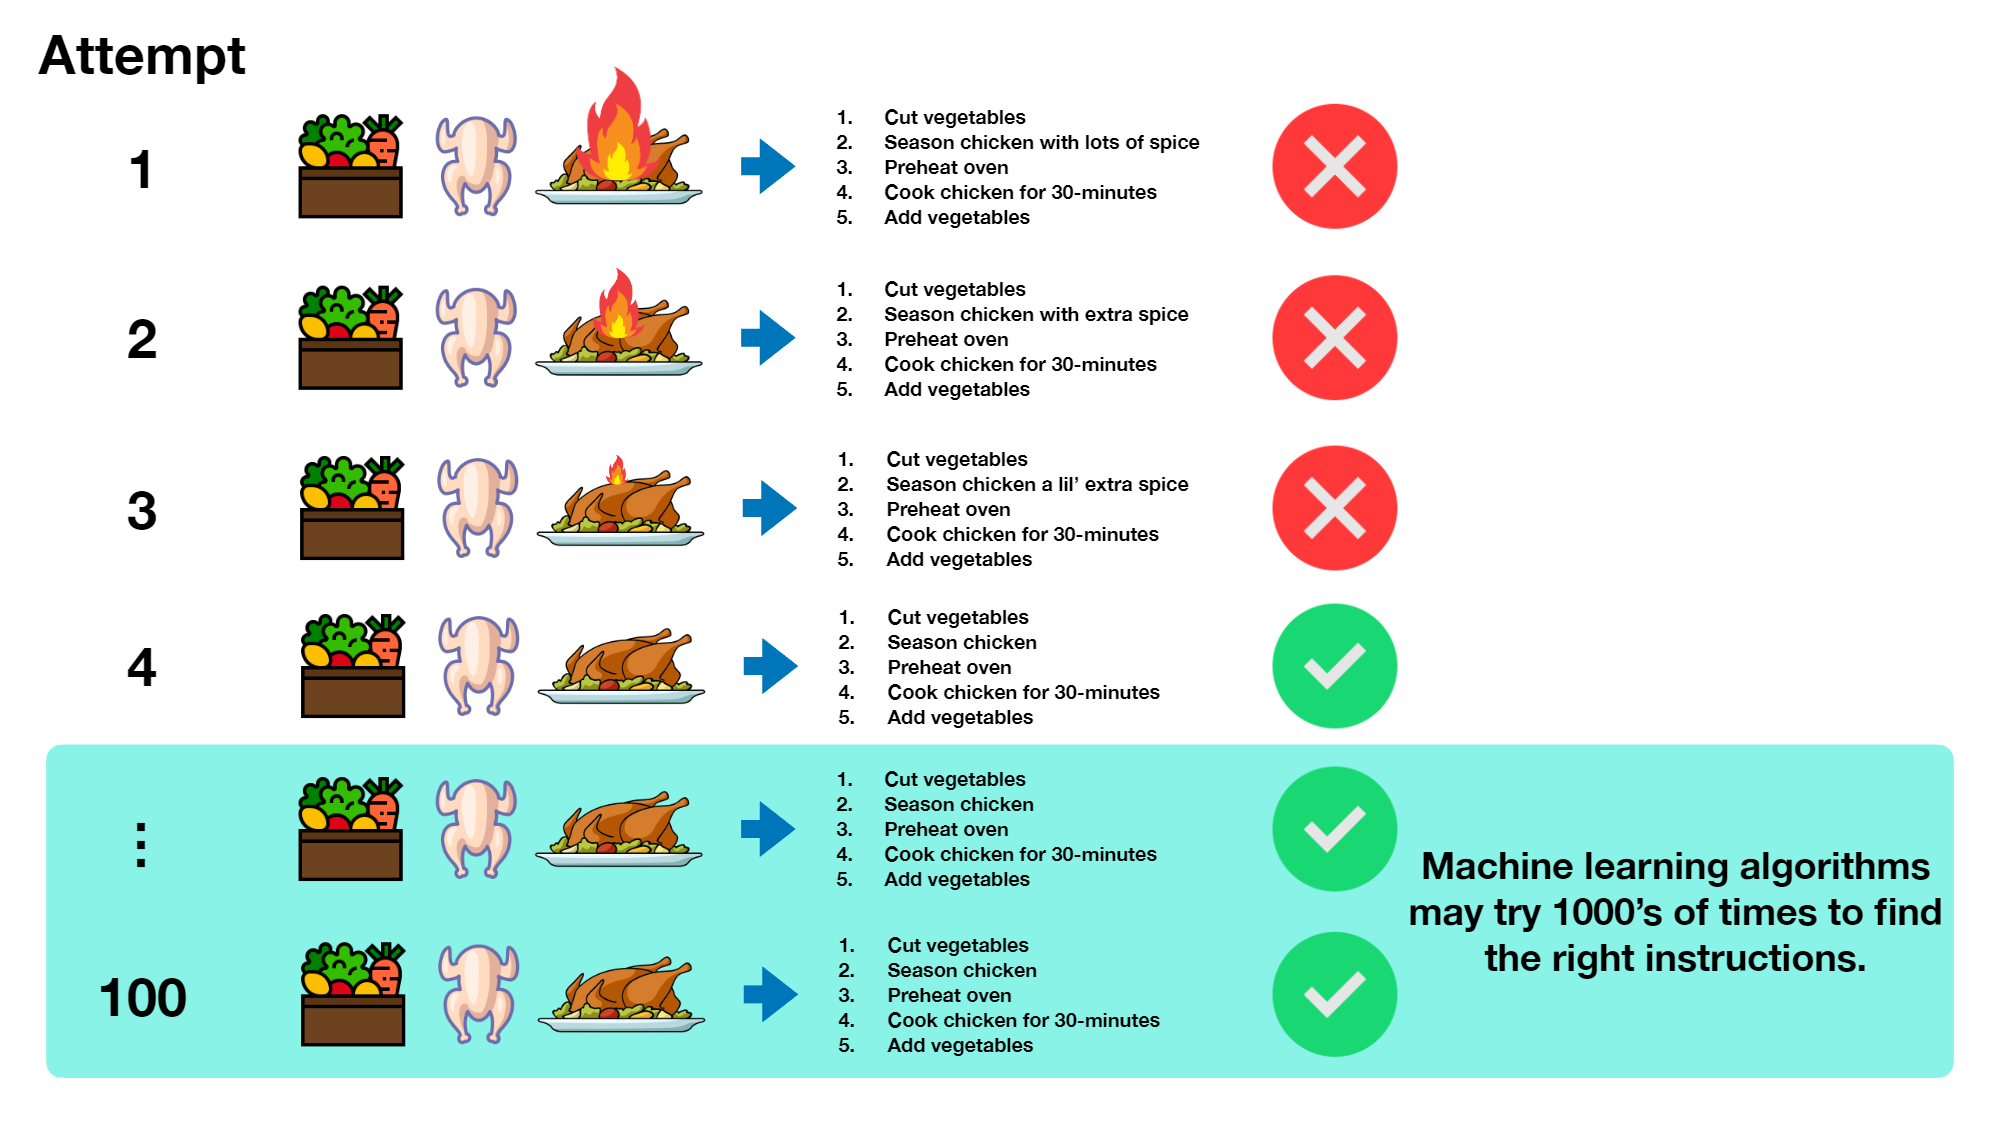 Attempt
1
1. Cut vegetables
2. Season chicken with lots of spice
3. Preheat oven
4. Cook chicken for 30-minutes
5. Add vegetables
2
1. Cut vegetables
2. Season chicken with extra spice
3. Preheat oven
4. Cook chicken for 30-minutes
5. Add vegetables
3
1. Cut vegetables
2. Season chicken a lil’ extra spice
3. Preheat oven
4. Cook chicken for 30-minutes
5. Add vegetables
4
1. Cut vegetables
2. Season chicken
3. Preheat oven
4. Cook chicken for 30-minutes
5. Add vegetables
⋮
1. Cut vegetables
2. Season chicken
3. Preheat oven
4. Cook chicken for 30-minutes
5. Add vegetables
100
1. Cut vegetables
2. Season chicken
3. Preheat oven
4. Cook chicken for 30-minutes
5. Add vegetables
Machine learning algorithms
may try 1000’s of times to find
the right instructions.